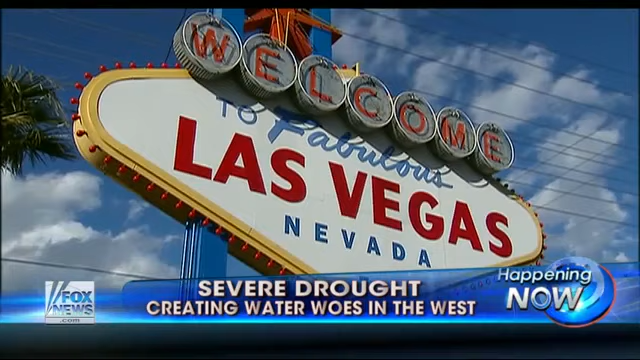 WELCOME
TO Fabulous
LAS VEGAS
NEVADA
SEVERE DROUGHT
CREATING WATER WOES IN THE WEST
FOX
NEWS
.com
Happening
NOW